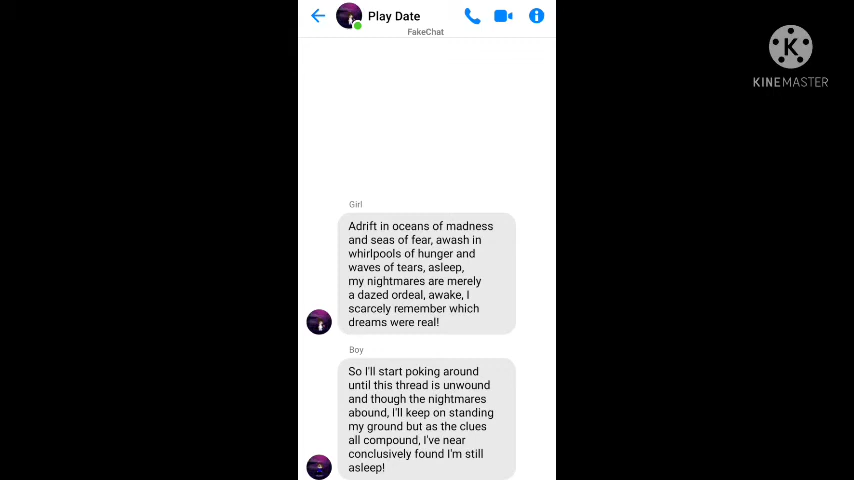 Play Date
FakeChat
K
KINEMASTER
Girl
Adrift in oceans of madness
and seas of fear, awash in
whirlpools of hunger and
waves of tears, asleep,
my nightmares are merely
a dazed ordeal, awake, I
scarcely remember which
dreams were real!
Boy
So I'll start poking around
until this thread is unwound
and though the nightmares
abound, I'll keep on standing
my ground but as the clues
all compound, I've near
conclusively found I'm still
asleep!